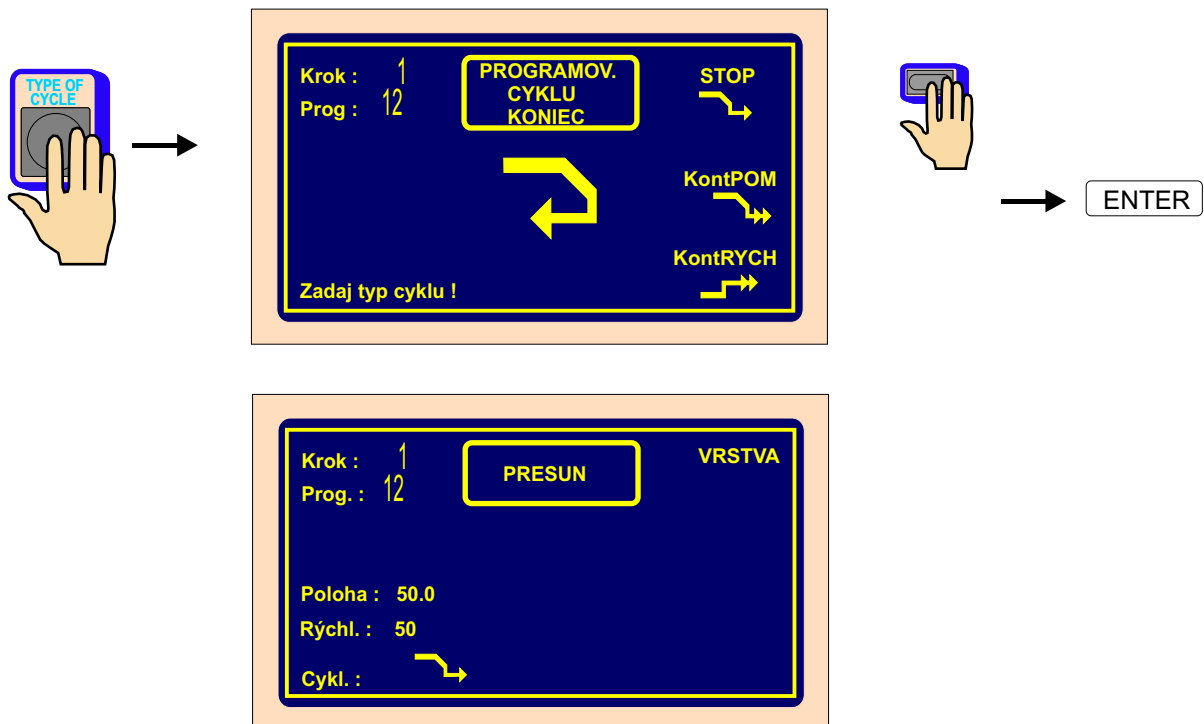 TYPE OF
CYCLE
Krok : 1
Prog : 12
PROGRAMOV.
CYKLU
KONIEC
STOP
KontPOM
KontRYCH
Zadaj typ cyklu !
ENTER
Krok : 1
Prog. : 12
PRESUN
VRSTVA
Poloha : 50.0
Rýchl. : 50
Cykl. :